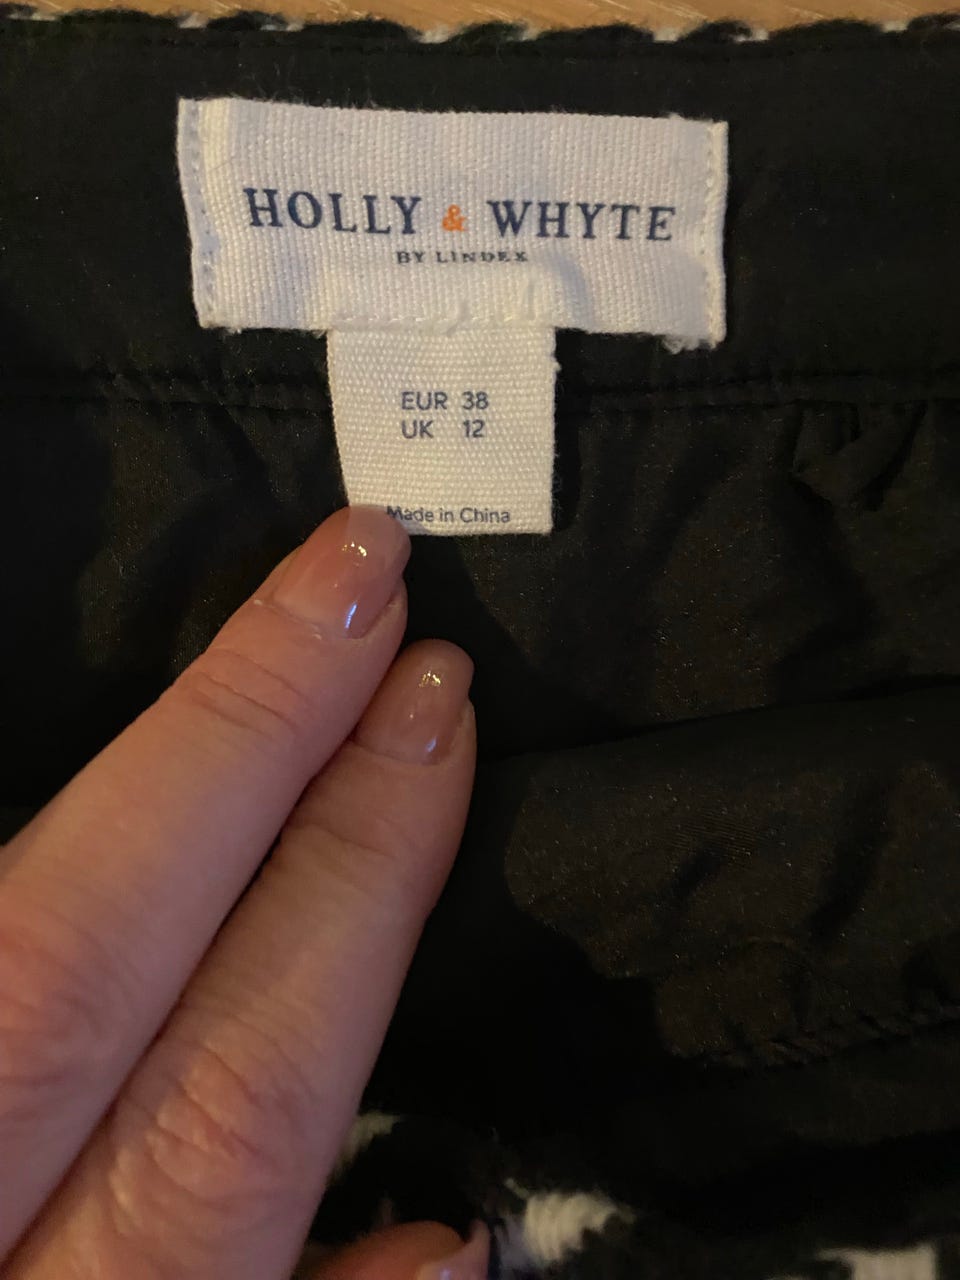 HOLLY & WHYTE
BY LINDEX
EUR 38
UK 12
Made in China